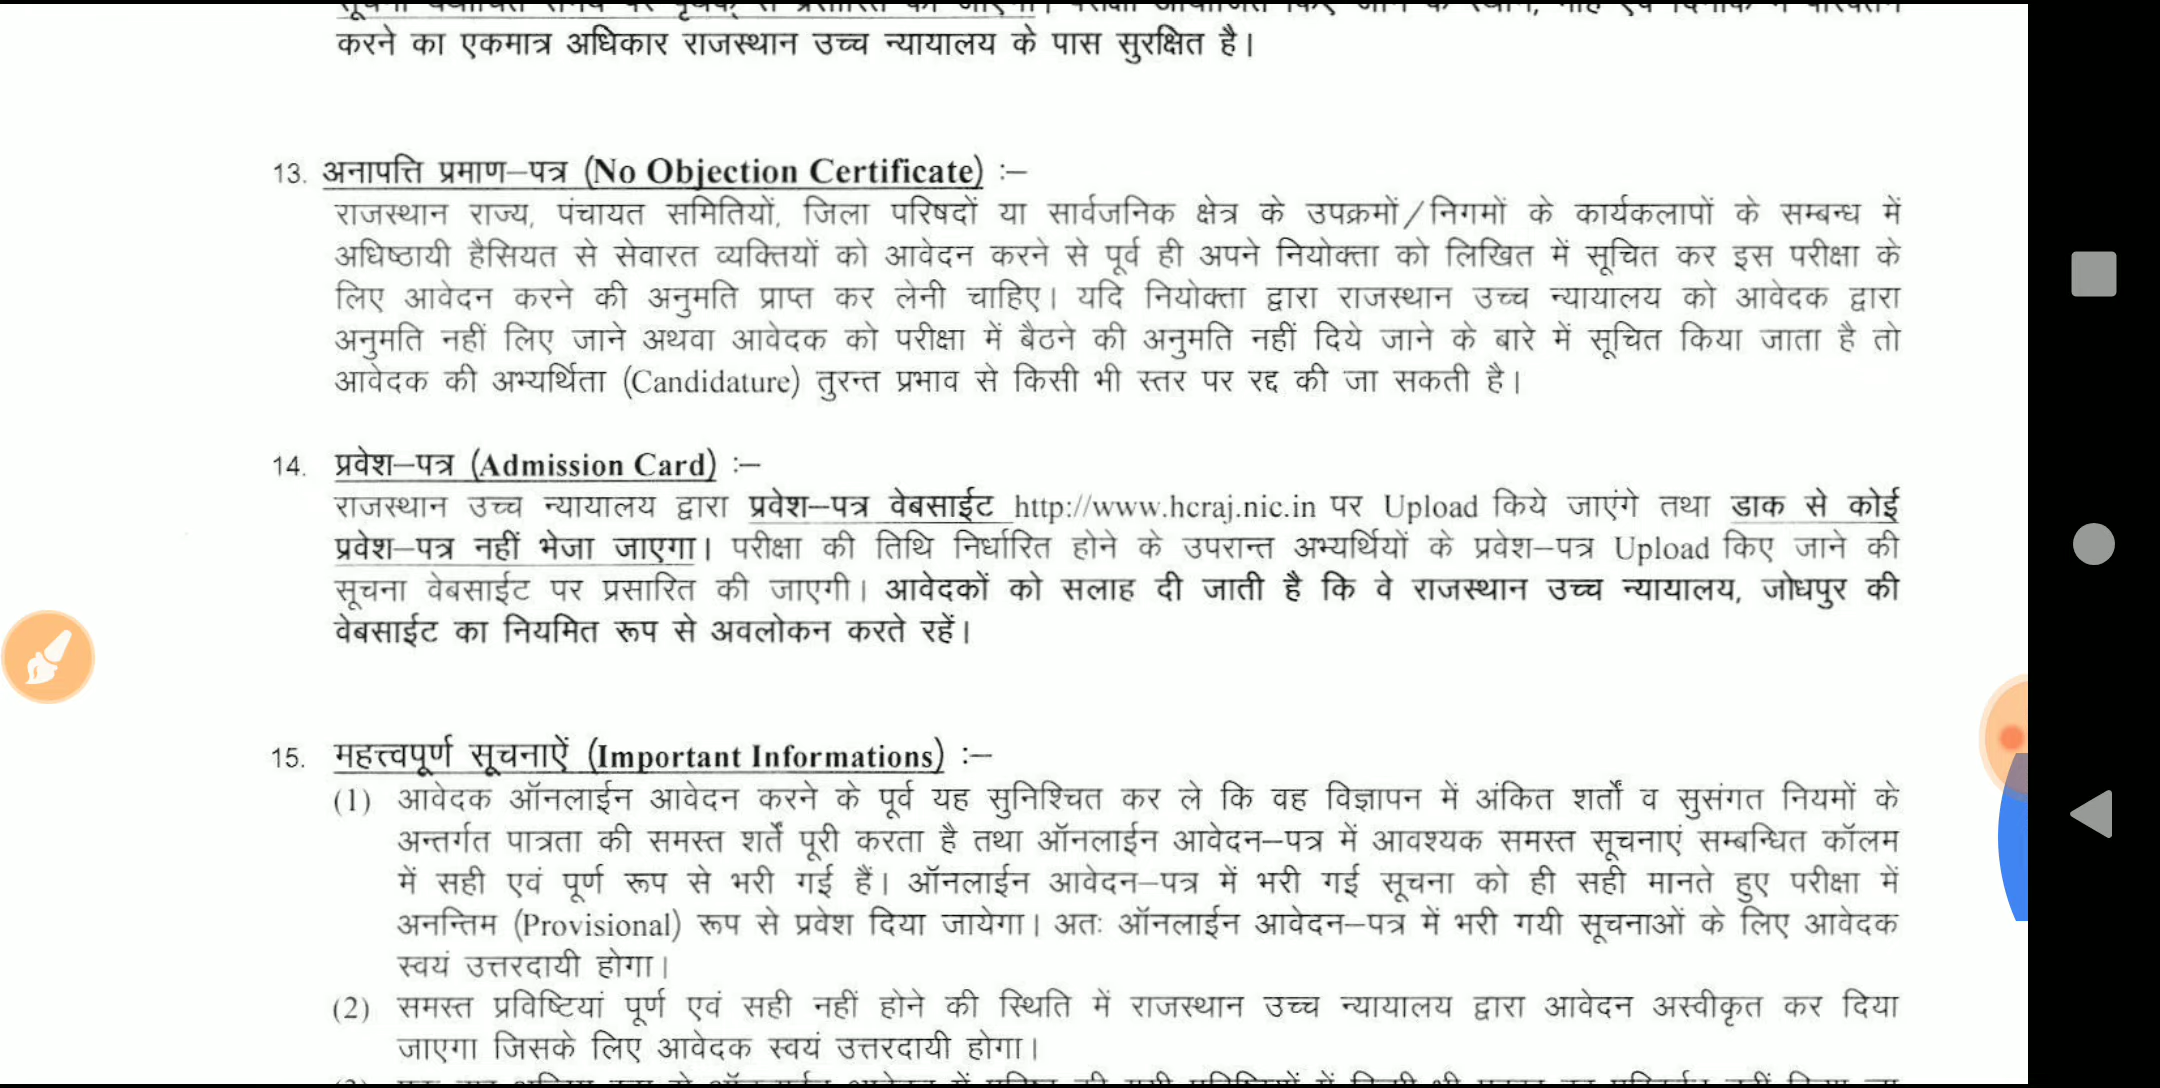 करने का एकमात्र अधिकार राजस्थान उच्च न्यायालय के पास सुरक्षित है।
13. अनापत्ति प्रमाण–पत्र (No Objection Certificate) :–
राजस्थान राज्य, पंचायत समितियों, जिला परिषदों या सार्वजनिक क्षेत्र के उपक्रमों/निगमों के कार्यकलापों के सम्बन्ध में
अधिष्ठायी हैसियत से सेवारत व्यक्तियों को आवेदन करने से पूर्व ही अपने नियोक्ता को लिखित में सूचित कर इस परीक्षा के
लिए आवेदन करने की अनुमति प्राप्त कर लेनी चाहिए। यदि नियोक्ता द्वारा राजस्थान उच्च न्यायालय को आवेदक द्वारा
अनुमति नहीं लिए जाने अथवा आवेदक को परीक्षा में बैठने की अनुमति नहीं दिये जाने के बारे में सूचित किया जाता है तो
आवेदक की अभ्यर्थिता (Candidature) तुरन्त प्रभाव से किसी भी स्तर पर रद्द की जा सकती है।
14. प्रवेश–पत्र (Admission Card) :–
राजस्थान उच्च न्यायालय द्वारा प्रवेश–पत्र वेबसाईट http://www.hcraj.nic.in पर Upload किये जाएंगे तथा डाक से कोई
प्रवेश–पत्र नहीं भेजा जाएगा। परीक्षा की तिथि निर्धारित होने के उपरान्त अभ्यर्थियों के प्रवेश–पत्र Upload किए जाने की
सूचना वेबसाईट पर प्रसारित की जाएगी। आवेदकों को सलाह दी जाती है कि वे राजस्थान उच्च न्यायालय, जोधपुर की
वेबसाईट का नियमित रूप से अवलोकन करते रहें।
15. महत्त्वपूर्ण सूचनाऐं (Important Informations) :–
(1) आवेदक ऑनलाईन आवेदन करने के पूर्व यह सुनिश्चित कर ले कि वह विज्ञापन में अंकित शर्तों व सुसंगत नियमों के
अन्तर्गत पात्रता की समस्त शर्तें पूरी करता है तथा ऑनलाईन आवेदन–पत्र में आवश्यक समस्त सूचनाएं सम्बन्धित कॉलम
में सही एवं पूर्ण रूप से भरी गई हैं। ऑनलाईन आवेदन–पत्र में भरी गई सूचना को ही सही मानते हुए परीक्षा में
अनन्तिम (Provisional) रूप से प्रवेश दिया जायेगा। अतः ऑनलाईन आवेदन–पत्र में भरी गयी सूचनाओं के लिए आवेदक
स्वयं उत्तरदायी होगा।
(2) समस्त प्रविष्टियां पूर्ण एवं सही नहीं होने की स्थिति में राजस्थान उच्च न्यायालय द्वारा आवेदन अस्वीकृत कर दिया
जाएगा जिसके लिए आवेदक स्वयं उत्तरदायी होगा।